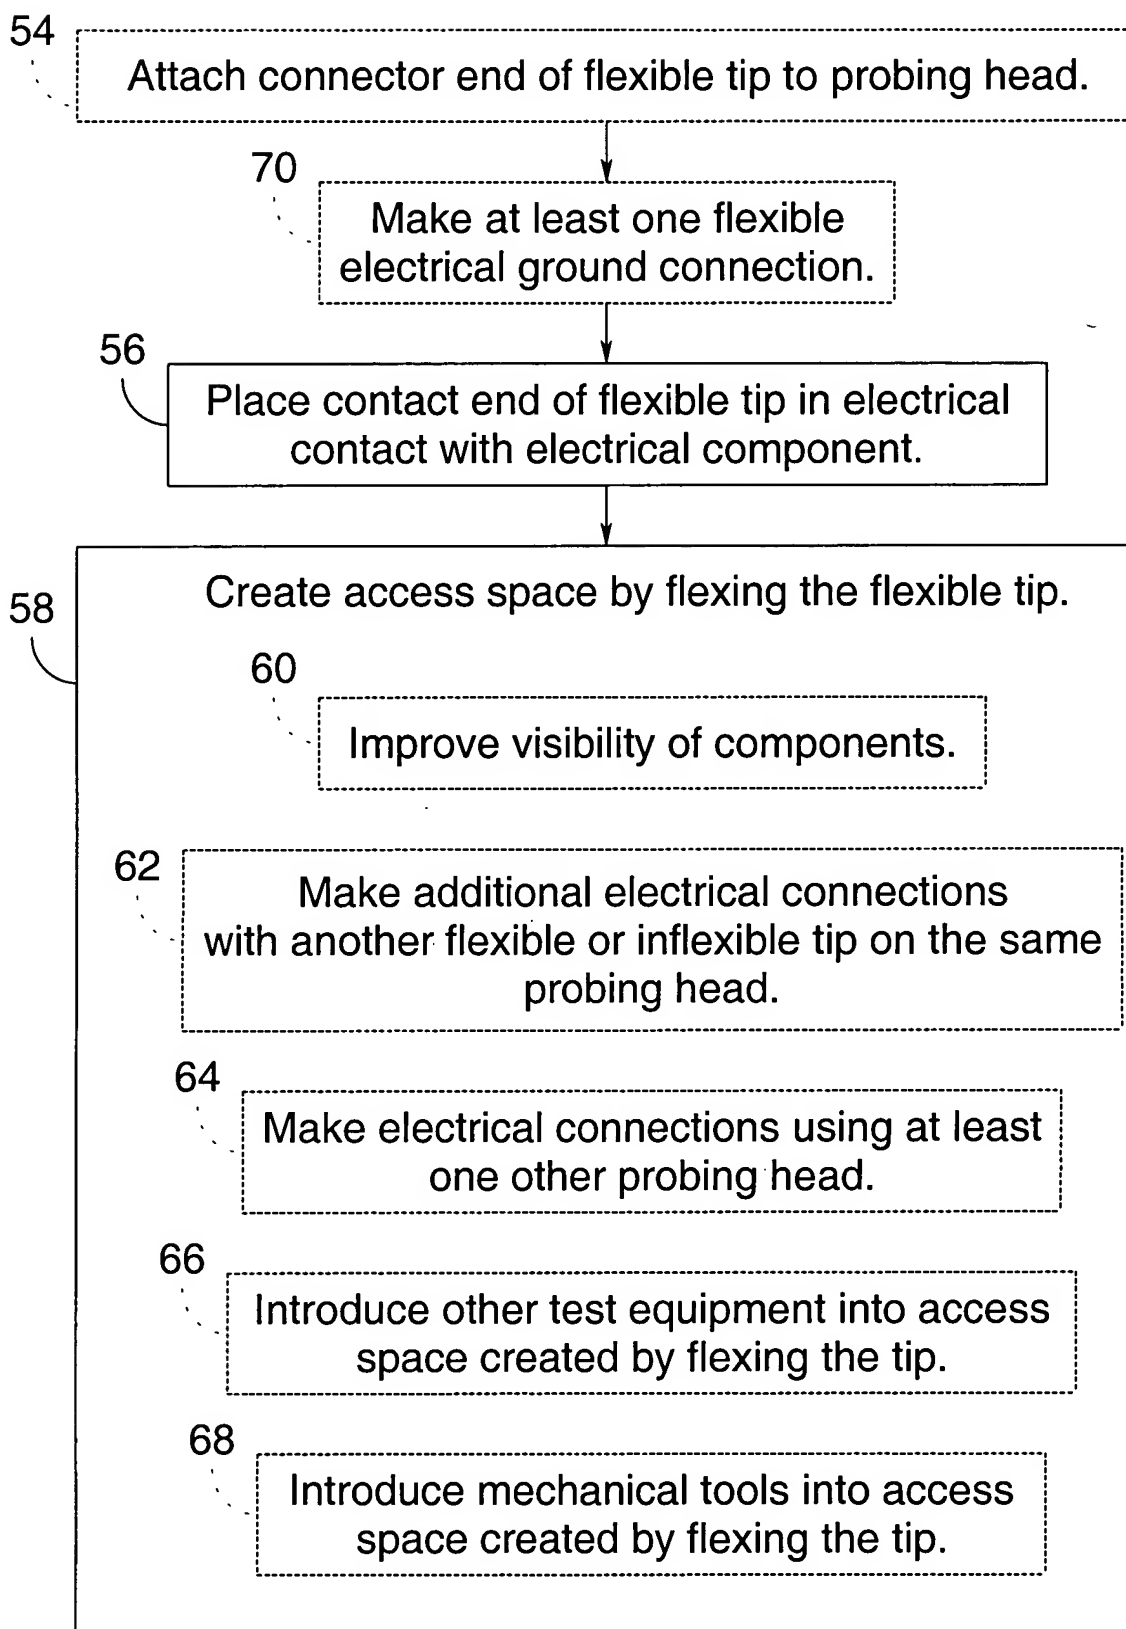 54
Attach connector end of flexible tip to probing head.
70
Make at least one flexible
electrical ground connection.
56
Place contact end of flexible tip in electrical
contact with electrical component.
58
Create access space by flexing the flexible tip.
60
Improve visibility of components.
62
Make additional electrical connections
with another flexible or inflexible tip on the same
probing head.
64
Make electrical connections using at least
one other probing head.
66
Introduce other test equipment into access
space created by flexing the tip.
68
Introduce mechanical tools into access
space created by flexing the tip.